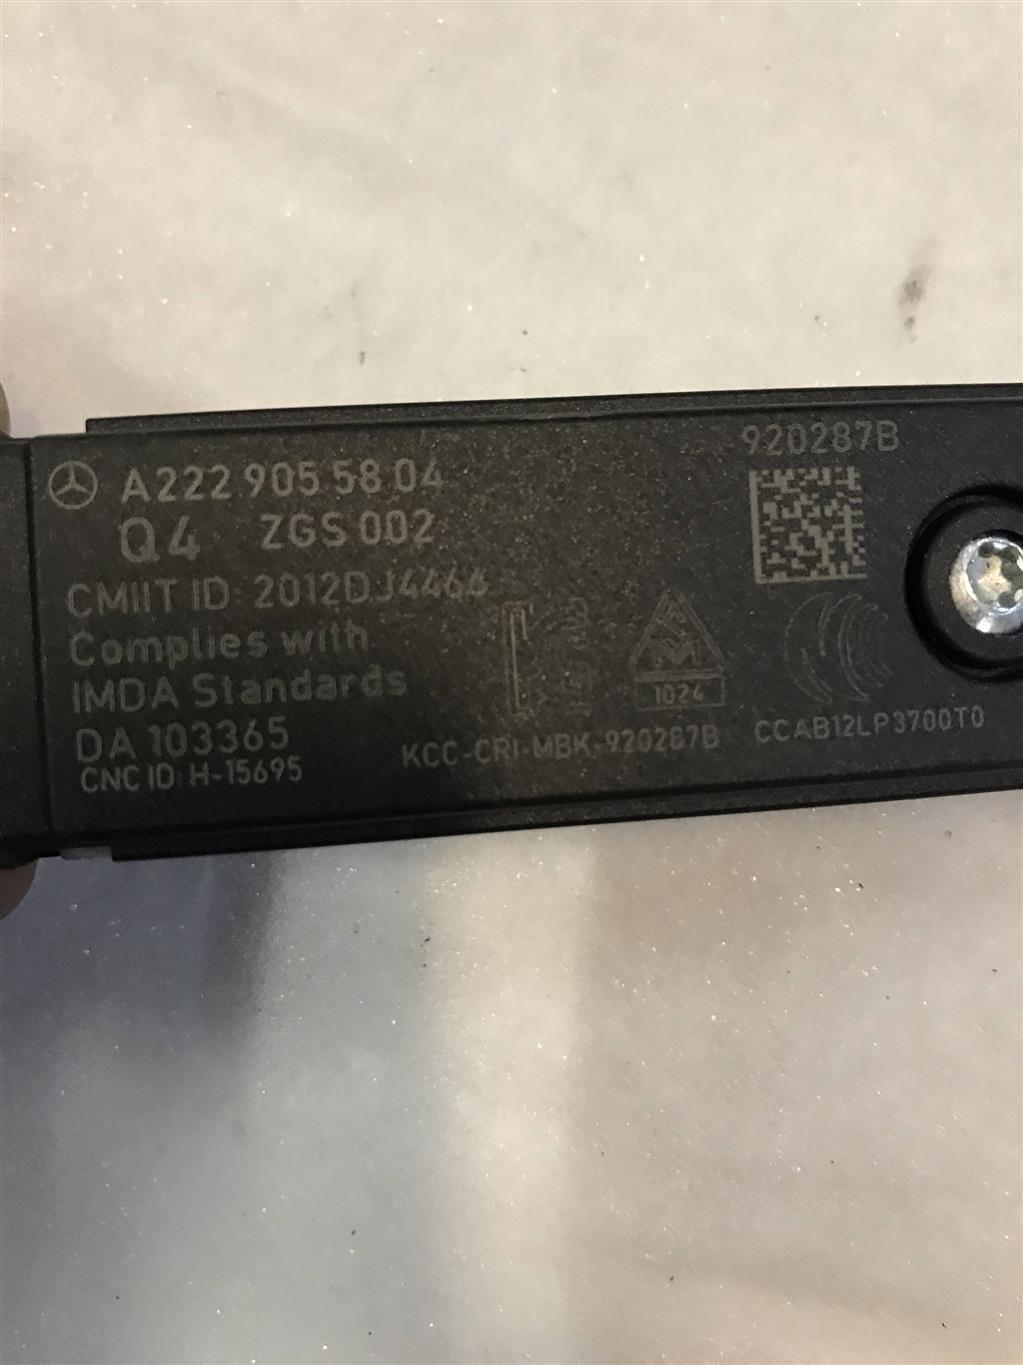 920287B
A222 905 58 04
Q4 ZGS 002
CMIIT ID: 2012DJ4464
Complies with
IMDA Standards
DA 103365
CNC ID: H-15695
1024
KCC-CRI-MBK-920287B
CCAB12LP3700T0